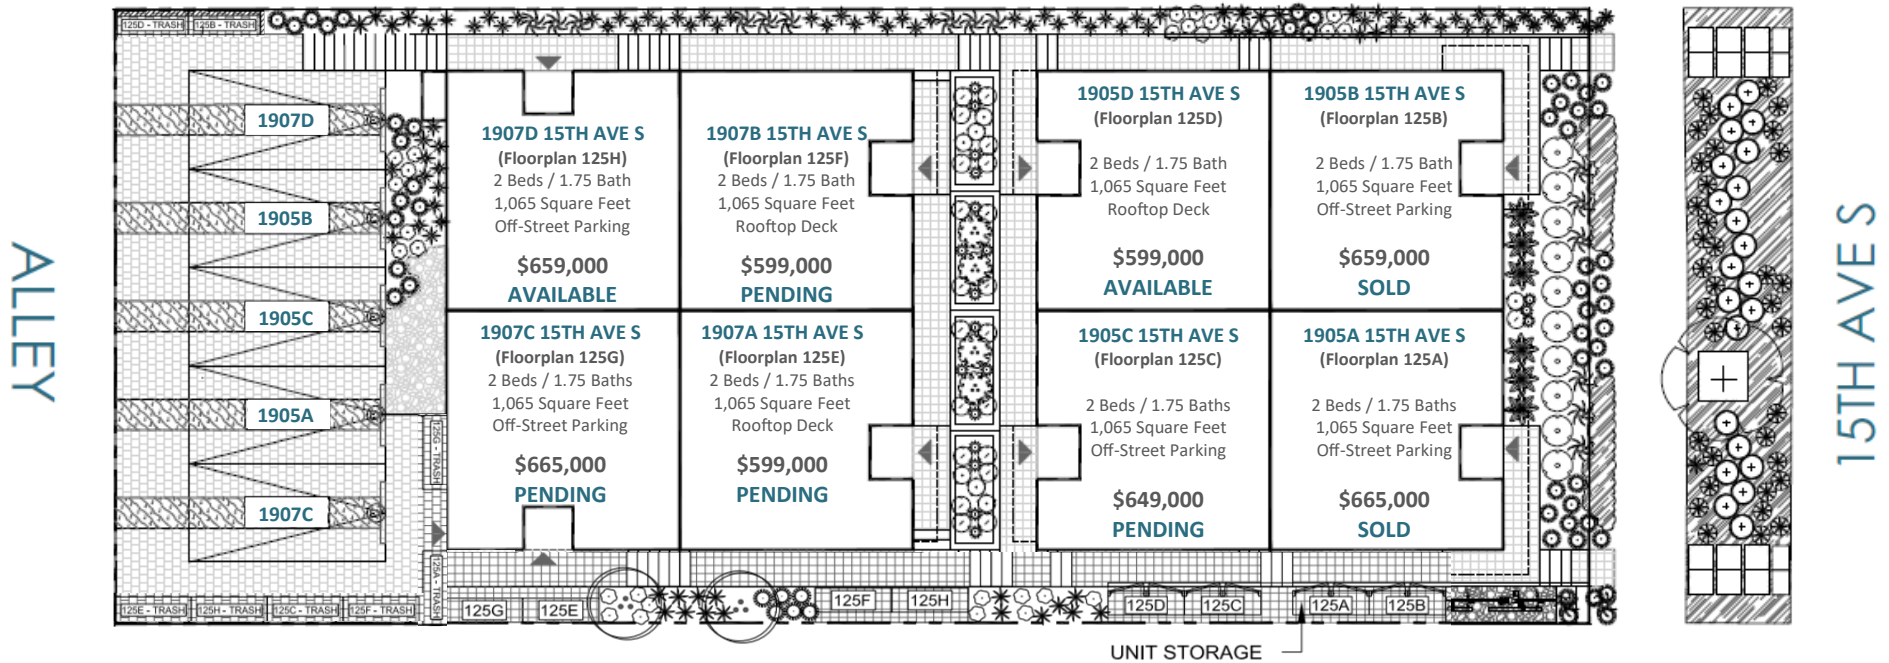 125D - TRASH
125B - TRASH
ALLEY
1907D
1905B
1905C
1905A
1907C
1907D 15TH AVE S
(Floorplan 125H)
2 Beds / 1.75 Bath
1,065 Square Feet
Off-Street Parking
$659,000
AVAILABLE
1907B 15TH AVE S
(Floorplan 125F)
2 Beds / 1.75 Bath
1,065 Square Feet
Rooftop Deck
$599,000
PENDING
1905D 15TH AVE S
(Floorplan 125D)
2 Beds / 1.75 Bath
1,065 Square Feet
Rooftop Deck
$599,000
AVAILABLE
1905B 15TH AVE S
(Floorplan 125B)
2 Beds / 1.75 Bath
1,065 Square Feet
Off-Street Parking
$659,000
SOLD
1907C 15TH AVE S
(Floorplan 125G)
2 Beds / 1.75 Baths
1,065 Square Feet
Off-Street Parking
$665,000
PENDING
1907A 15TH AVE S
(Floorplan 125E)
2 Beds / 1.75 Baths
1,065 Square Feet
Rooftop Deck
$599,000
PENDING
1905C 15TH AVE S
(Floorplan 125C)
2 Beds / 1.75 Baths
1,065 Square Feet
Off-Street Parking
$649,000
PENDING
1905A 15TH AVE S
(Floorplan 125A)
2 Beds / 1.75 Baths
1,065 Square Feet
Off-Street Parking
$665,000
SOLD
15TH AVE S
125G - TRASH
125A - TRASH
125E - TRASH
125H - TRASH
125C - TRASH
125F - TRASH
125G
125E
125F
125H
125D
125C
125A
125B
UNIT STORAGE